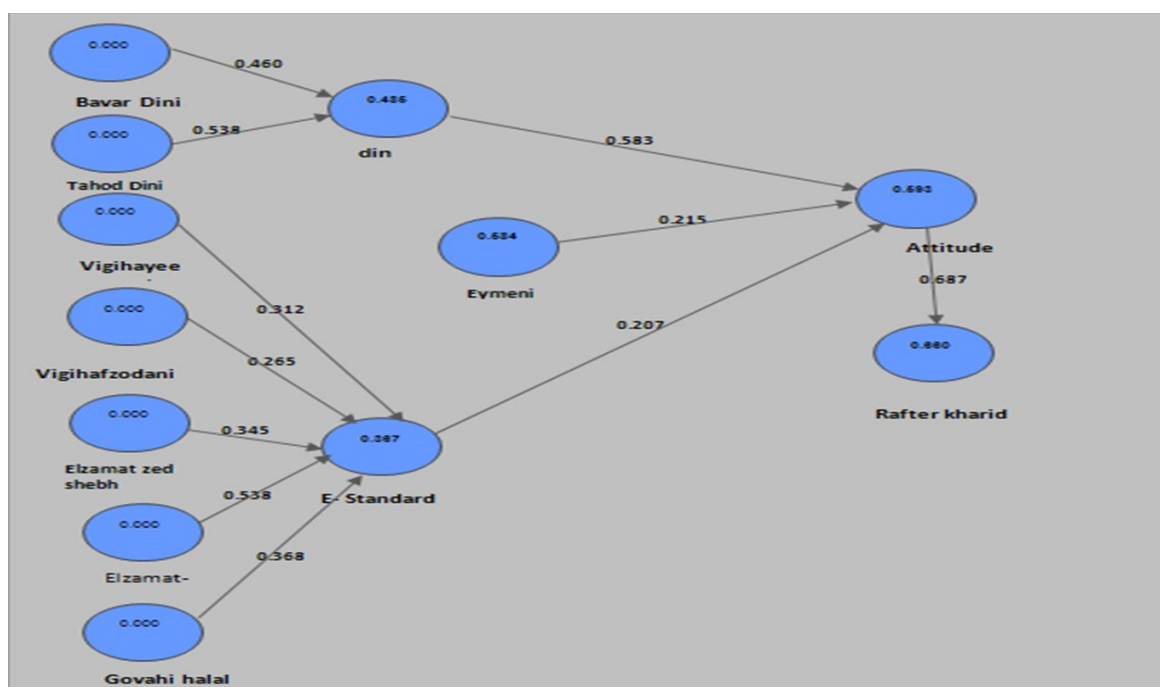 0.000
0.460
Bavar Dini
0.486
0.000
0.538
din
0.583
Tahod Dini
0.000
0.593
0.215
0.684
Attitude
Vigihayee
Eymeni
0.687
0.000
0.312
0.207
0.660
0.265
Vigihafzodani
0.000
Rafter kharid
0.345
0.367
Elzamat zed
shebh
0.538
E- Standard
0.000
0.368
Elzamat-
0.000
Govahi halal